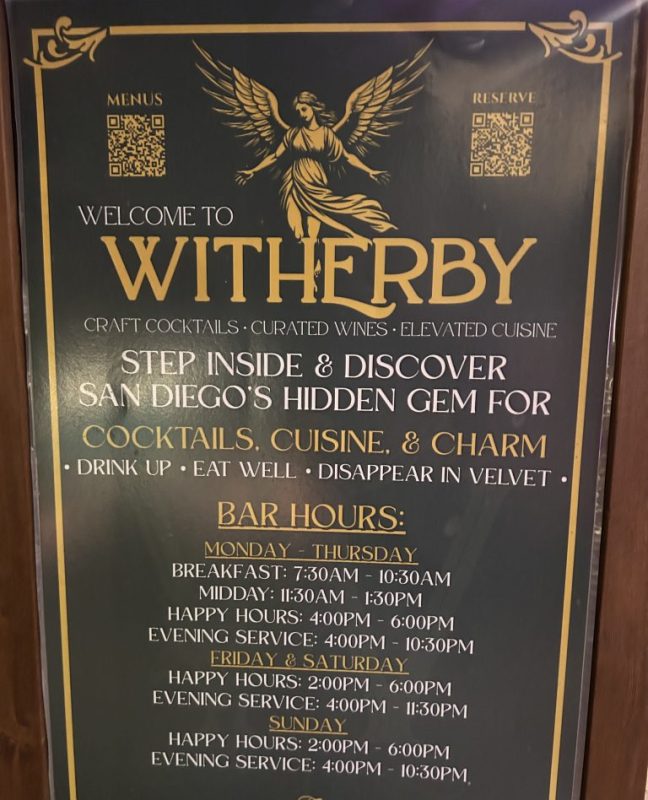 MENUS
RESERVE
WELCOME TO
WITHERBY
CRAFT COCKTAILS • CURATED WINES • ELEVATED CUISINE
STEP INSIDE & DISCOVER
SAN DIEGO'S HIDDEN GEM FOR
COCKTAILS, CUISINE, & CHARM
• DRINK UP • EAT WELL • DISAPPEAR IN VELVET •
BAR HOURS:
MONDAY - THURSDAY
BREAKFAST: 7:30AM - 10:30AM
MIDDAY: 11:30AM - 1:30PM
HAPPY HOURS: 4:00PM - 6:00PM
EVENING SERVICE: 4:00PM - 10:30PM
FRIDAY & SATURDAY
HAPPY HOURS: 2:00PM - 6:00PM
EVENING SERVICE: 4:00PM - 11:30PM
SUNDAY
HAPPY HOURS: 2:00PM - 6:00PM
EVENING SERVICE: 4:00PM - 10:30PM,